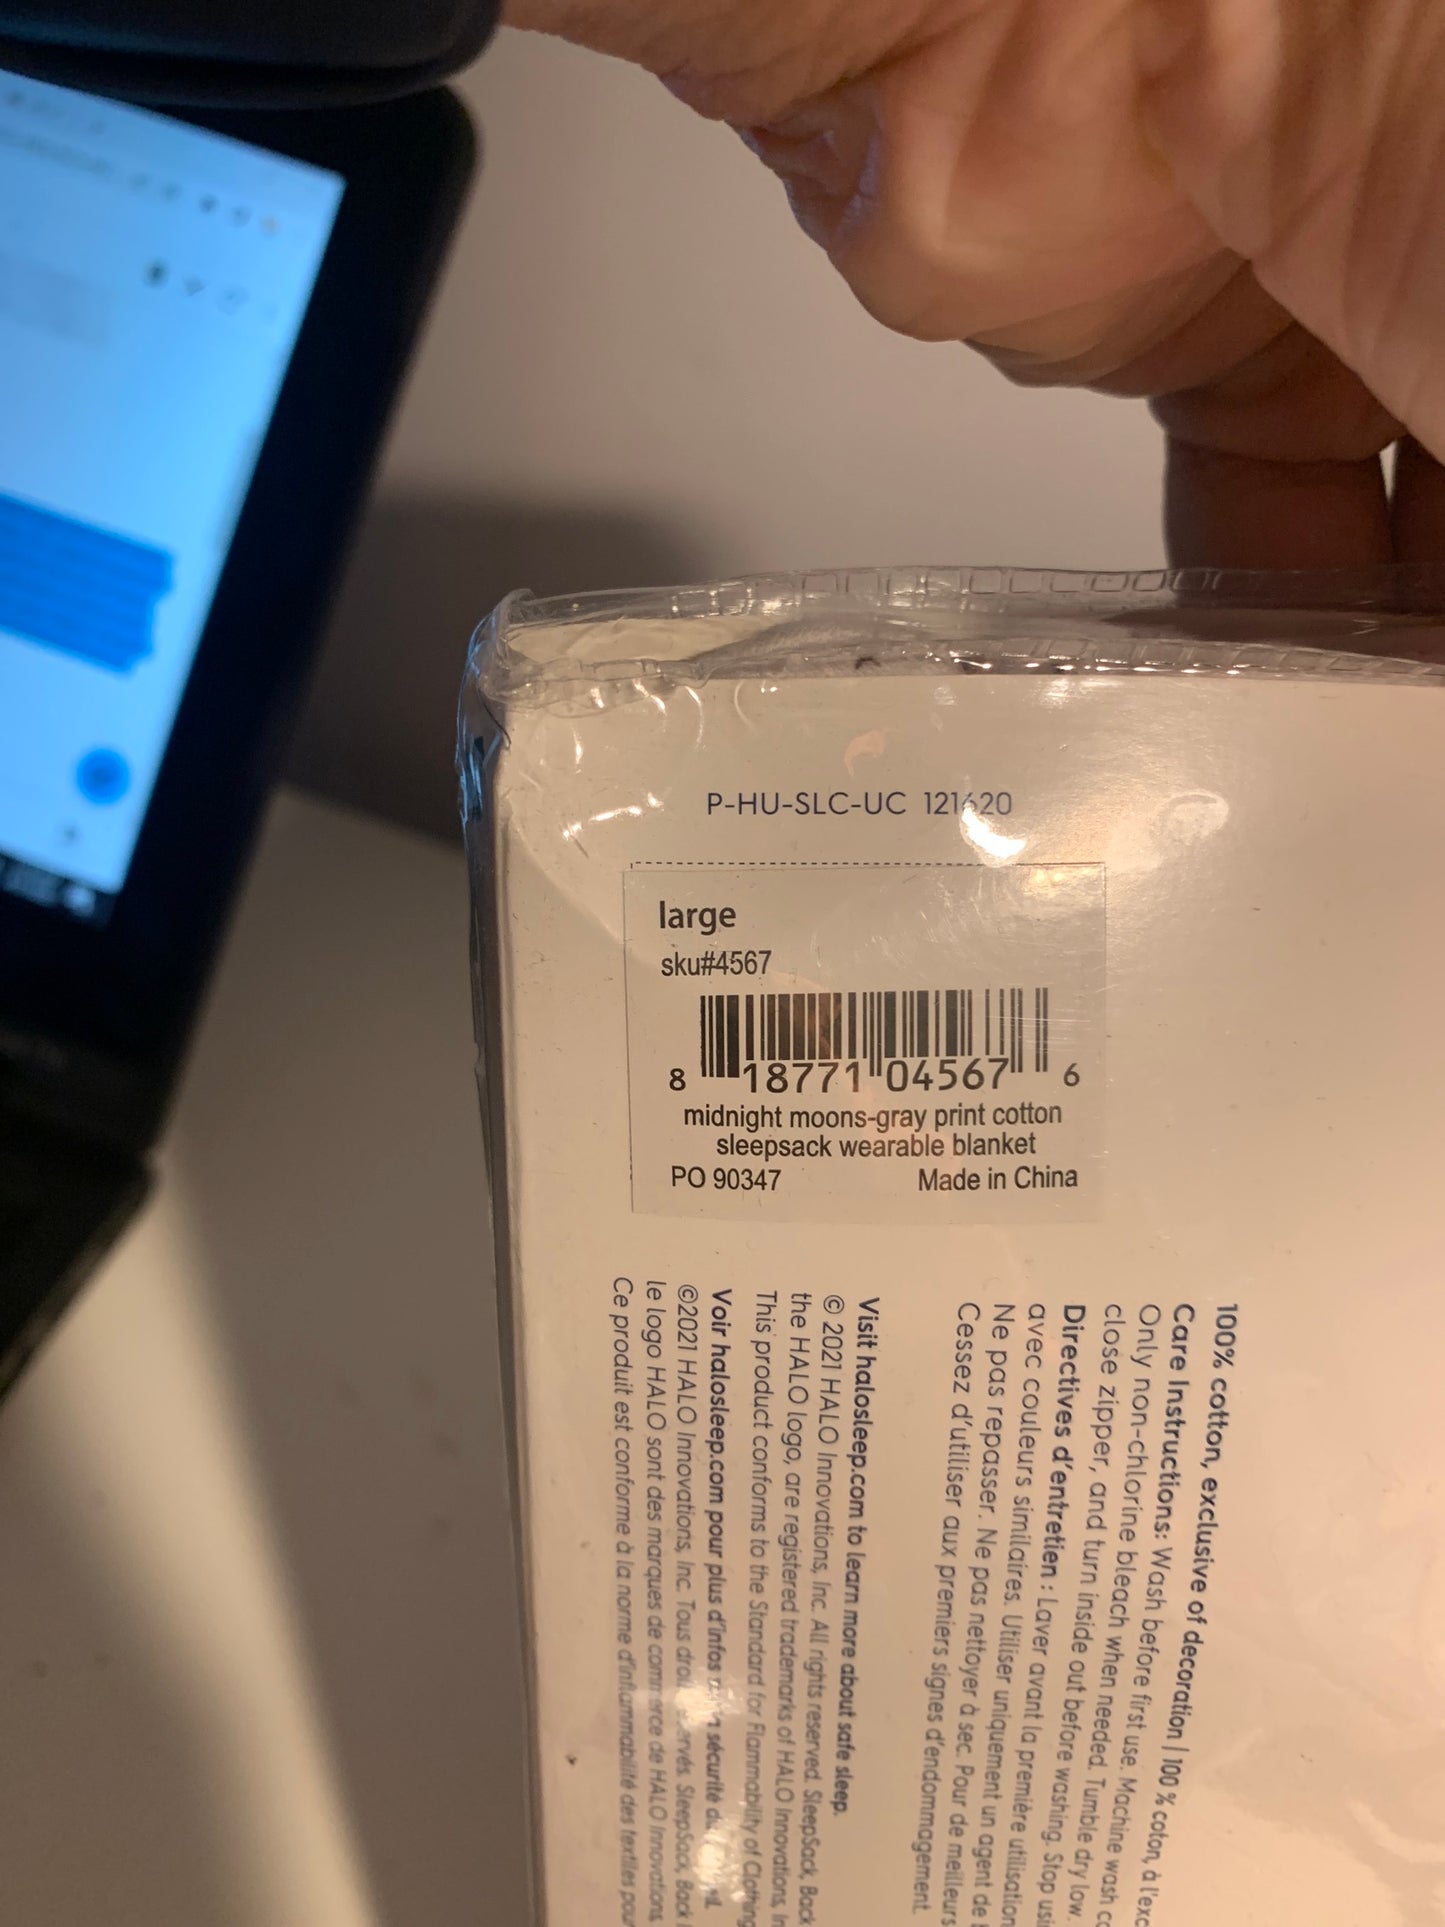 P-HU-SLC-UC 121620
large
sku#4567
8 18771 04567 6
midnight moons-gray print cotton
sleepsack wearable blanket
PO 90347 Made in China
100% cotton, exclusive of decoration | 100 % coton, à l'exc
Care Instructions: Wash before first use. Machine wash co
Only non-chlorine bleach when needed. Tumble dry low.
close zipper, and turn inside out before washing. Stop usi
Directives d'entretien : Laver avant la première utilisation
avec couleurs similaires. Utiliser uniquement un agent de
Ne pas repasser. Ne pas nettoyer à sec. Pour de meilleurs
Cessez d'utiliser aux premiers signes d'endommagement.
Visit halosleep.com to learn more about safe sleep.
© 2021 HALO Innovations, Inc. All rights reserved. SleepSack, Back
the HALO logo, are registered trademarks of HALO Innovations, In
This product conforms to the Standard for Flammability of Clothing
Voir halosleep.com pour plus d'infos sécurité
©2021 HALO Innovations, Inc. Tous SleepSack, Back
le logo HALO sont des marques de commerce de HALO Innovations
Ce produit est conforme à la norme d'inflammabilité des textiles pour